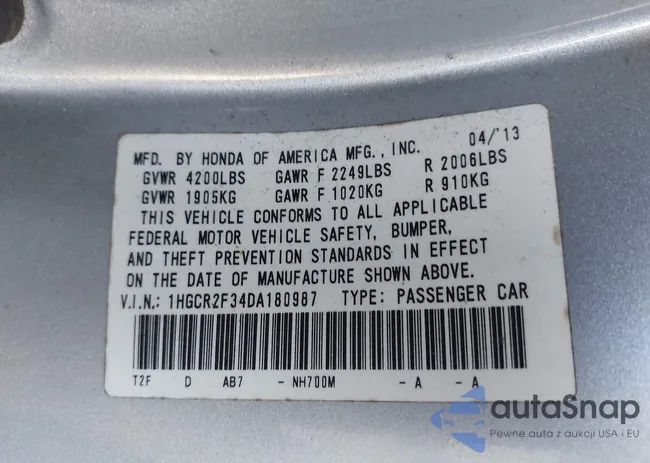 MFD. BY HONDA OF AMERICA MFG., INC. 04/'13
GVWR 4200LBS GAWR F 2249LBS R 2006LBS
GVWR 1905KG GAWR F 1020KG R 910KG
THIS VEHICLE CONFORMS TO ALL APPLICABLE
FEDERAL MOTOR VEHICLE SAFETY, BUMPER,
AND THEFT PREVENTION STANDARDS IN EFFECT
ON THE DATE OF MANUFACTURE SHOWN ABOVE.
V.I.N.: 1HGCR2F34DA180987 TYPE: PASSENGER CAR
T2F D AB7 - NH700M - A - A
autaSnap
Pewne auta z aukcji USA i EU